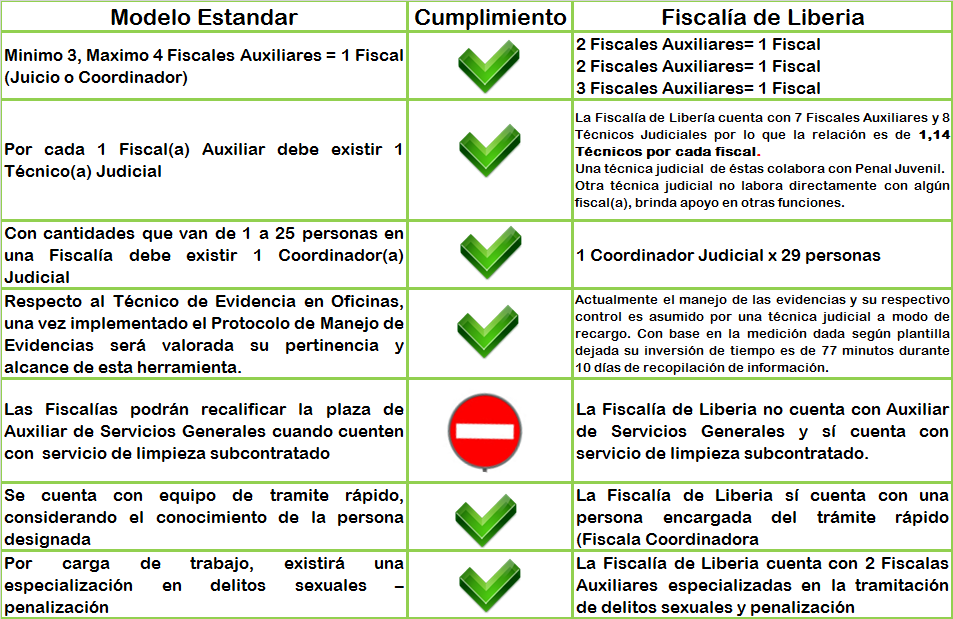 Modelo Estandar
Cumplimiento
Fiscalía de Liberia
Minimo 3, Maximo 4 Fiscales Auxiliares = 1 Fiscal
(Juicio o Coordinador)
2 Fiscales Auxiliares= 1 Fiscal
2 Fiscales Auxiliares= 1 Fiscal
3 Fiscales Auxiliares= 1 Fiscal
Por cada 1 Fiscal(a) Auxiliar debe existir 1
Técnico(a) Judicial
La Fiscalía de Libería cuenta con 7 Fiscales Auxiliares y 8
Técnicos Judiciales por lo que la relación es de 1,14
Técnicos por cada fiscal.
Una técnica judicial de éstas colabora con Penal Juvenil.
Otra técnica judicial no labora directamente con algún
fiscal(a), brinda apoyo en otras funciones.
Con cantidades que van de 1 a 25 personas en
una Fiscalía debe existir 1 Coordinador(a)
Judicial
1 Coordinador Judicial x 29 personas
Respecto al Técnico de Evidencia en Oficinas,
una vez implementado el Protocolo de Manejo de
Evidencias será valorada su pertinencia y
alcance de esta herramienta.
Actualmente el manejo de las evidencias y su respectivo
control es asumido por una técnica judicial a modo de
recargo. Con base en la medición dada según plantilla
dejada su inversión de tiempo es de 77 minutos durante
10 días de recopilación de información.
Las Fiscalías podrán recalificar la plaza de
Auxiliar de Servicios Generales cuando cuenten
con servicio de limpieza subcontratado
La Fiscalía de Liberia no cuenta con Auxiliar
de Servicios Generales y sí cuenta con
servicio de limpieza subcontratado.
Se cuenta con equipo de tramite rápido,
considerando el conocimiento de la persona
designada
La Fiscalía de Liberia sí cuenta con una
persona encargada del trámite rápido
(Fiscala Coordinadora
Por carga de trabajo, existirá una
especialización en delitos sexuales –
penalización
La Fiscalía de Liberia cuenta con 2 Fiscalas
Auxiliares especializadas en la tramitación
de delitos sexuales y penalización